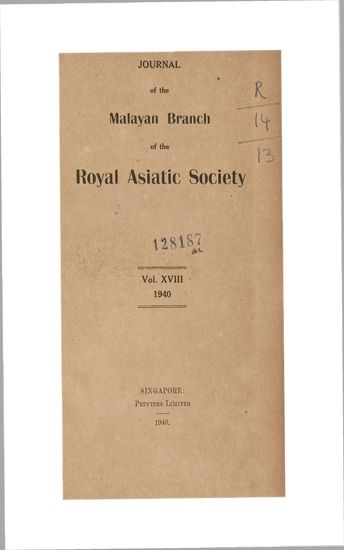 JOURNAL
of the
Malayan Branch
of the
Royal Asiatic Society
R
14
13
128187
ac
Vol. XVIII
1940
SINGAPORE:
PRINTERS LIMITED
1940.